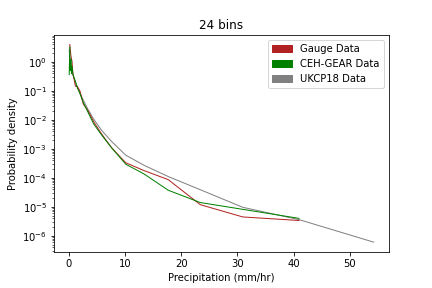 24 bins
Gauge Data
CEH-GEAR Data
UKCP18 Data
Probability density
10⁰
10⁻¹
10⁻²
10⁻³
10⁻⁴
10⁻⁵
10⁻⁶
0 10 20 30 40 50
Precipitation (mm/hr)